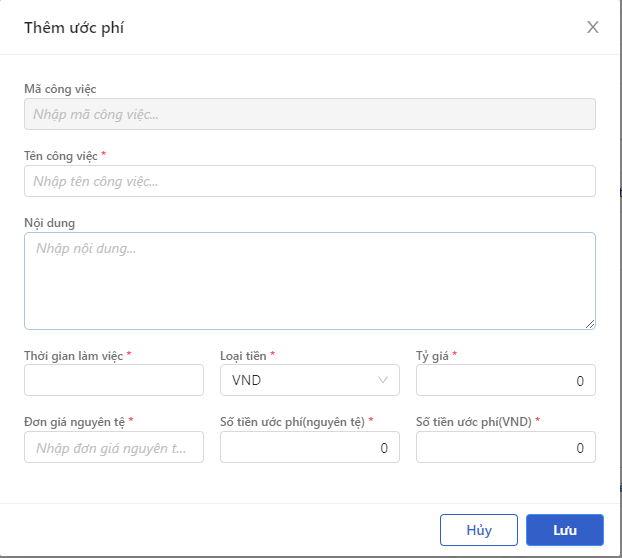 Thêm ước phí
Mã công việc
Nhập mã công việc...
Tên công việc *
Nhập tên công việc...
Nội dung
Nhập nội dung...
Thời gian làm việc * Loại tiền * Tỷ giá *
VND 0
Đơn giá nguyên tệ * Số tiền ước phí(nguyên tệ) * Số tiền ước phí(VND) *
Nhập đơn giá nguyên t... 0 0
Hủy Lưu